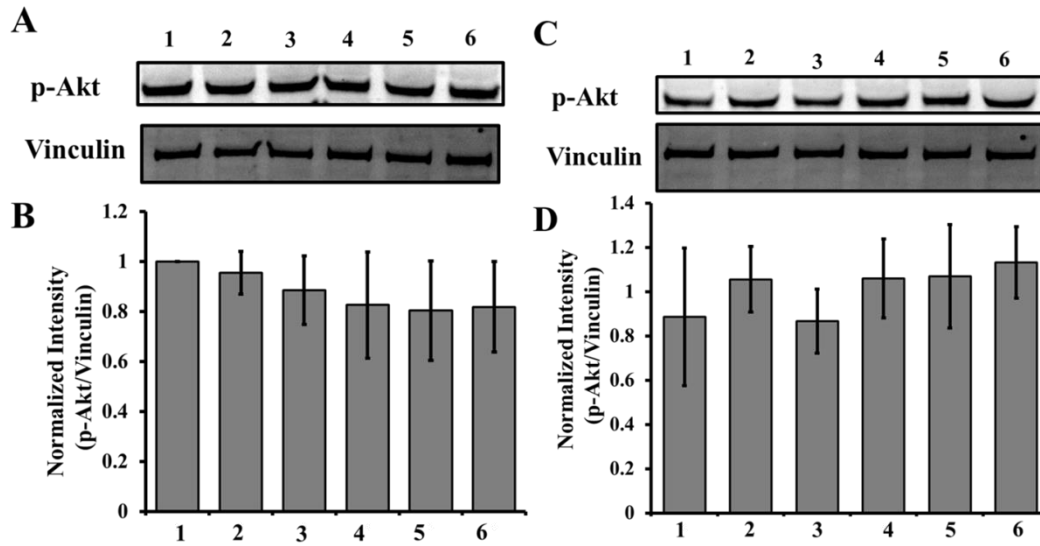 A
1 2 3 4 5 6
p-Akt
Vinculin
B
Normalized Intensity
(p-Akt/Vinculin)
1.2
1
0.8
0.6
0.4
0.2
0
1 2 3 4 5 6
C
1 2 3 4 5 6
p-Akt
Vinculin
D
Normalized Intensity
(p-Akt/Vinculin)
1.4
1.2
1
0.8
0.6
0.4
0.2
0
1 2 3 4 5 6